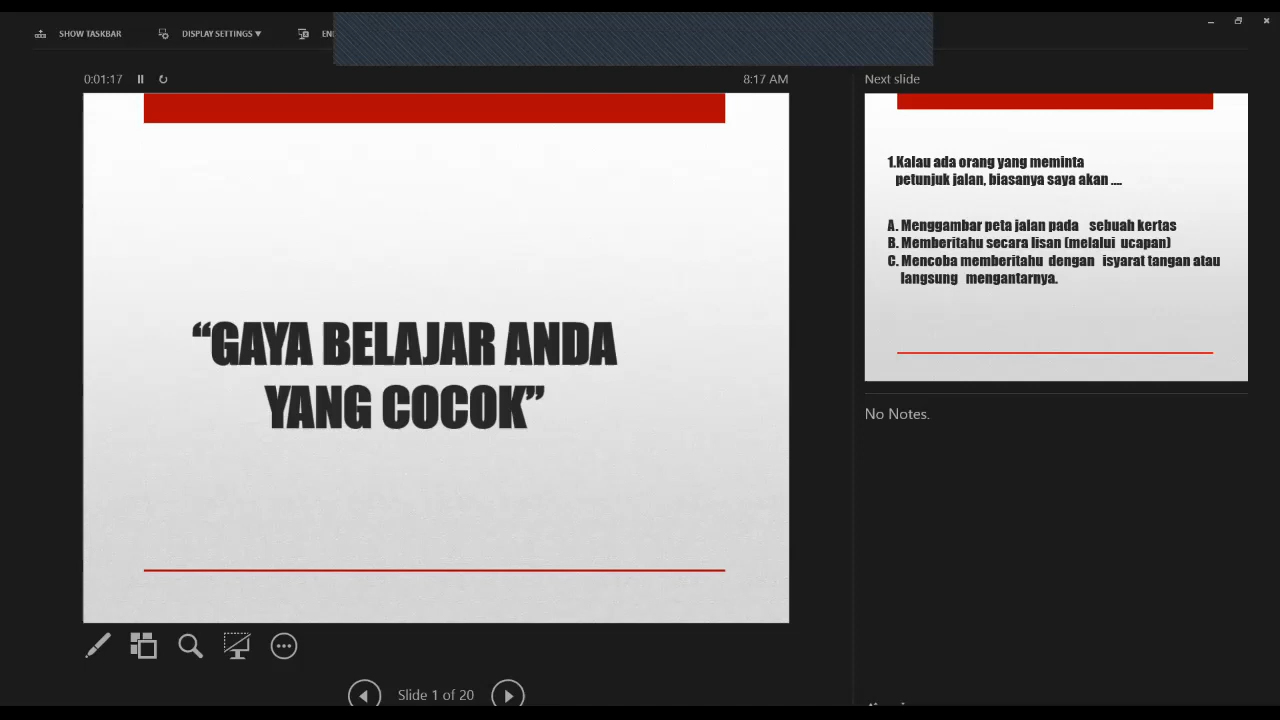 SHOW TASKBAR
DISPLAY SETTINGS ▼
0:01:17
8:17 AM
“GAYA BELAJAR ANDA
YANG COCOK”
Slide 1 of 20
Next slide
1.Kalau ada orang yang meminta
petunjuk jalan, biasanya saya akan ....
A. Menggambar peta jalan pada sebuah kertas
B. Memberitahu secara lisan (melalui ucapan)
C. Mencoba memberitahu dengan isyarat tangan atau
langsung mengantarnya.
No Notes.